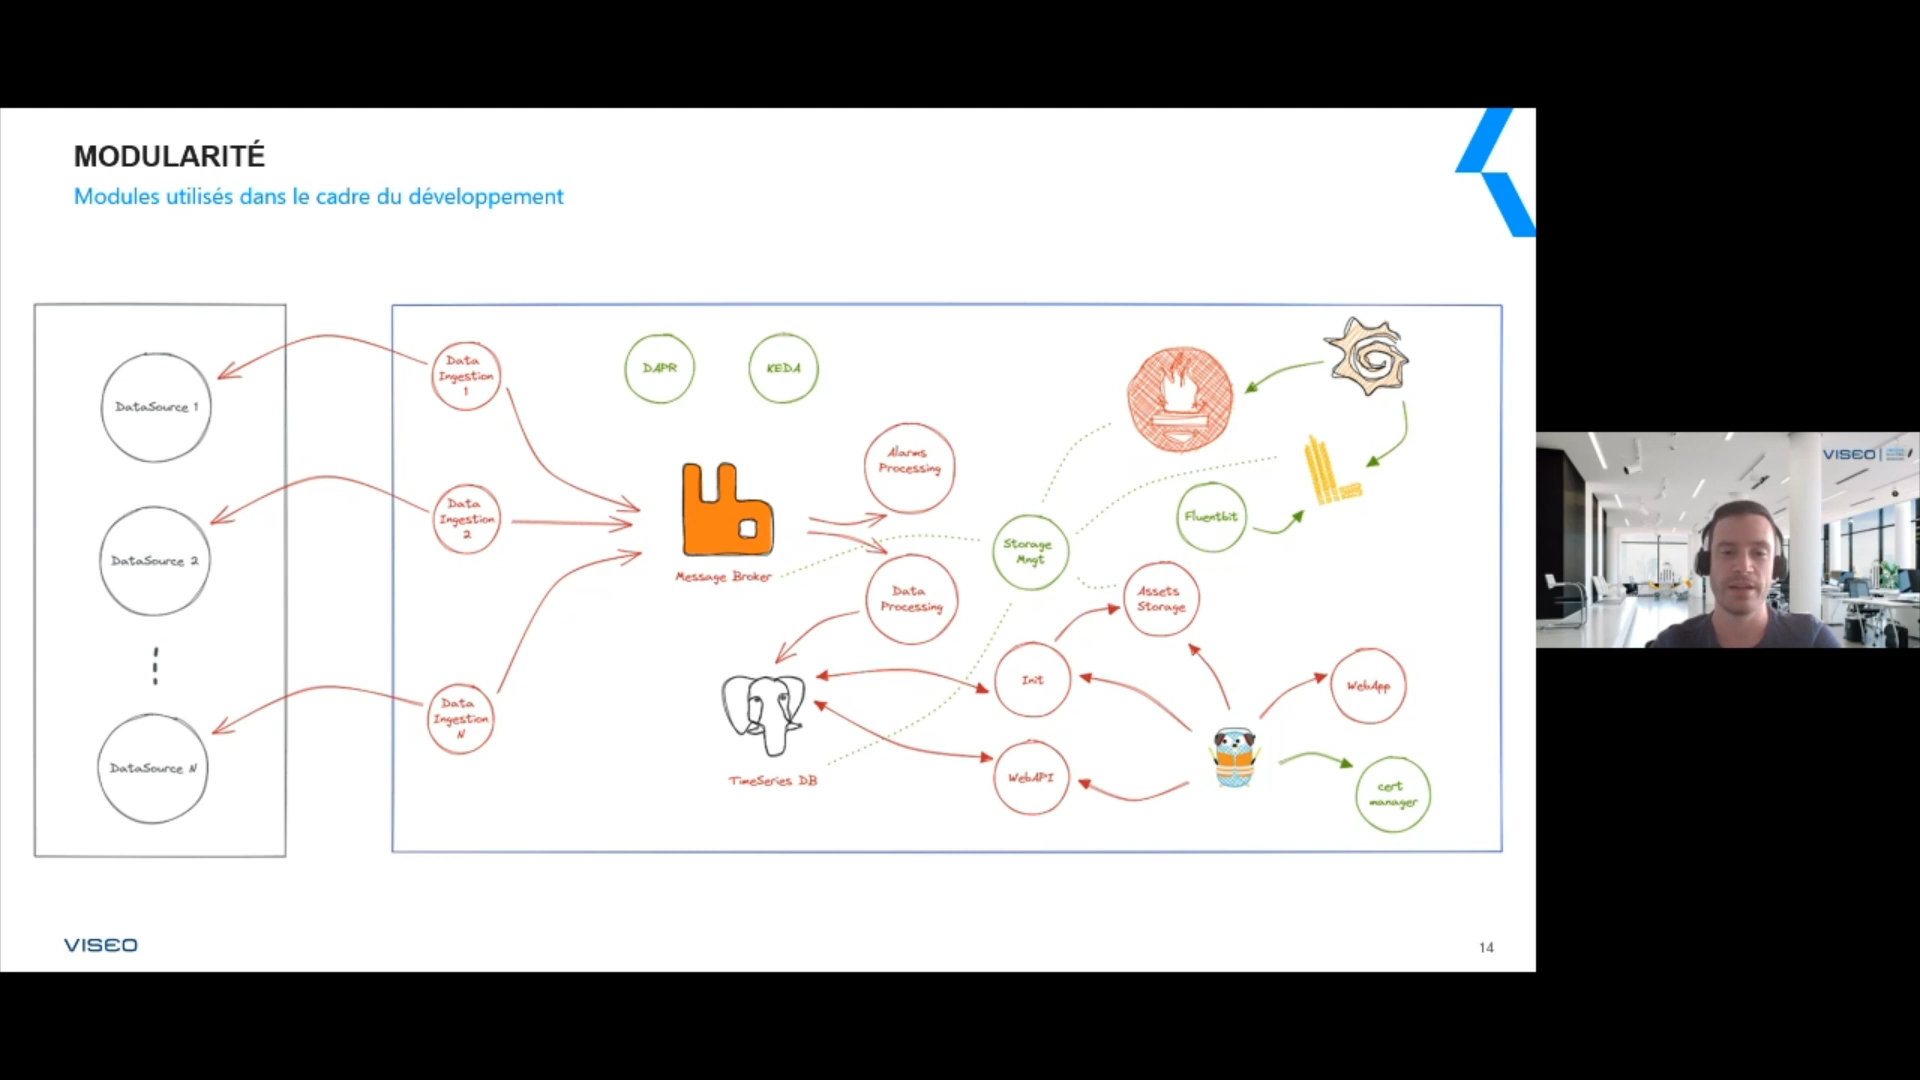 MODULARITÉ
Modules utilisés dans le cadre du développement
DataSource 1
DataSource 2
DataSource N
Data
Ingestion
1
Data
Ingestion
2
Data
Ingestion
N
DAPR
KEDA
Message Broker
Alarms
Processing
Data
Processing
TimeSeries DB
Storage
Mngt
Fluentbit
Assets
Storage
Init
WebAPI
WebApp
cert
manager
VISEO
14
VISEO